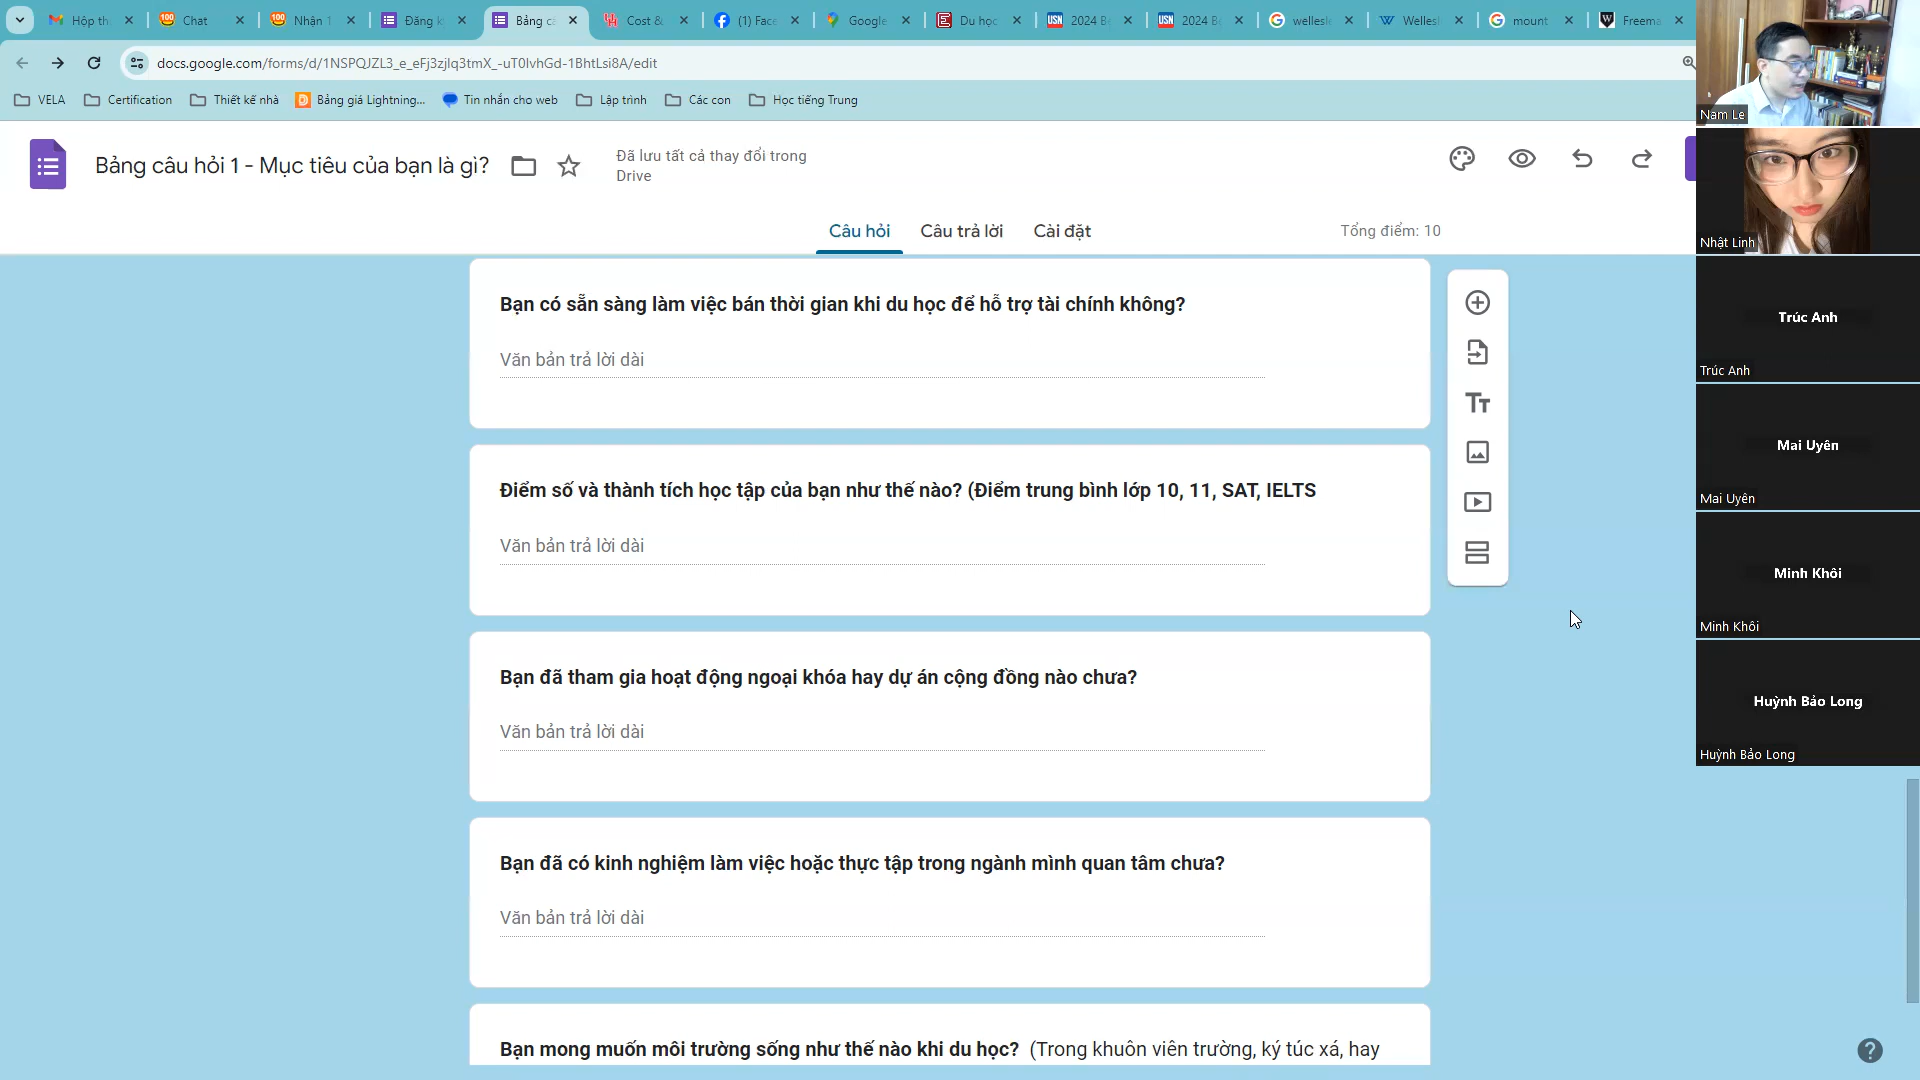 Hộp th
Chat
Nhận 1
Đăng k
Bảng c
Cost &
(1) Face
Google
Du học
2024 B
2024 B
wellesl
Wellesl
mount
Freema
docs.google.com/forms/d/1NSPQJZL3_e_eFj3zjlq3tmX_-uT0lvhGd-1BhtLsi8A/edit
VELA
Certification
Thiết kế nhà
Bảng giá Lightning...
Tin nhắn cho web
Lập trình
Các con
Học tiếng Trung
Bảng câu hỏi 1 - Mục tiêu của bạn là gì?
Đã lưu tất cả thay đổi trong
Drive
Câu hỏi
Câu trả lời
Cài đặt
Tổng điểm: 10
Bạn có sẵn sàng làm việc bán thời gian khi du học để hỗ trợ tài chính không?
Văn bản trả lời dài
Điểm số và thành tích học tập của bạn như thế nào? (Điểm trung bình lớp 10, 11, SAT, IELTS
Văn bản trả lời dài
Bạn đã tham gia hoạt động ngoại khóa hay dự án cộng đồng nào chưa?
Văn bản trả lời dài
Bạn đã có kinh nghiệm làm việc hoặc thực tập trong ngành mình quan tâm chưa?
Văn bản trả lời dài
Bạn mong muốn môi trường sống như thế nào khi du học? (Trong khuôn viên trường, ký túc xá, hay
Nam Le
Nhật Linh
Trúc Anh
Trúc Anh
Mai Uyên
Mai Uyên
Minh Khôi
Minh Khôi
Huỳnh Bảo Long
Huỳnh Bảo Long